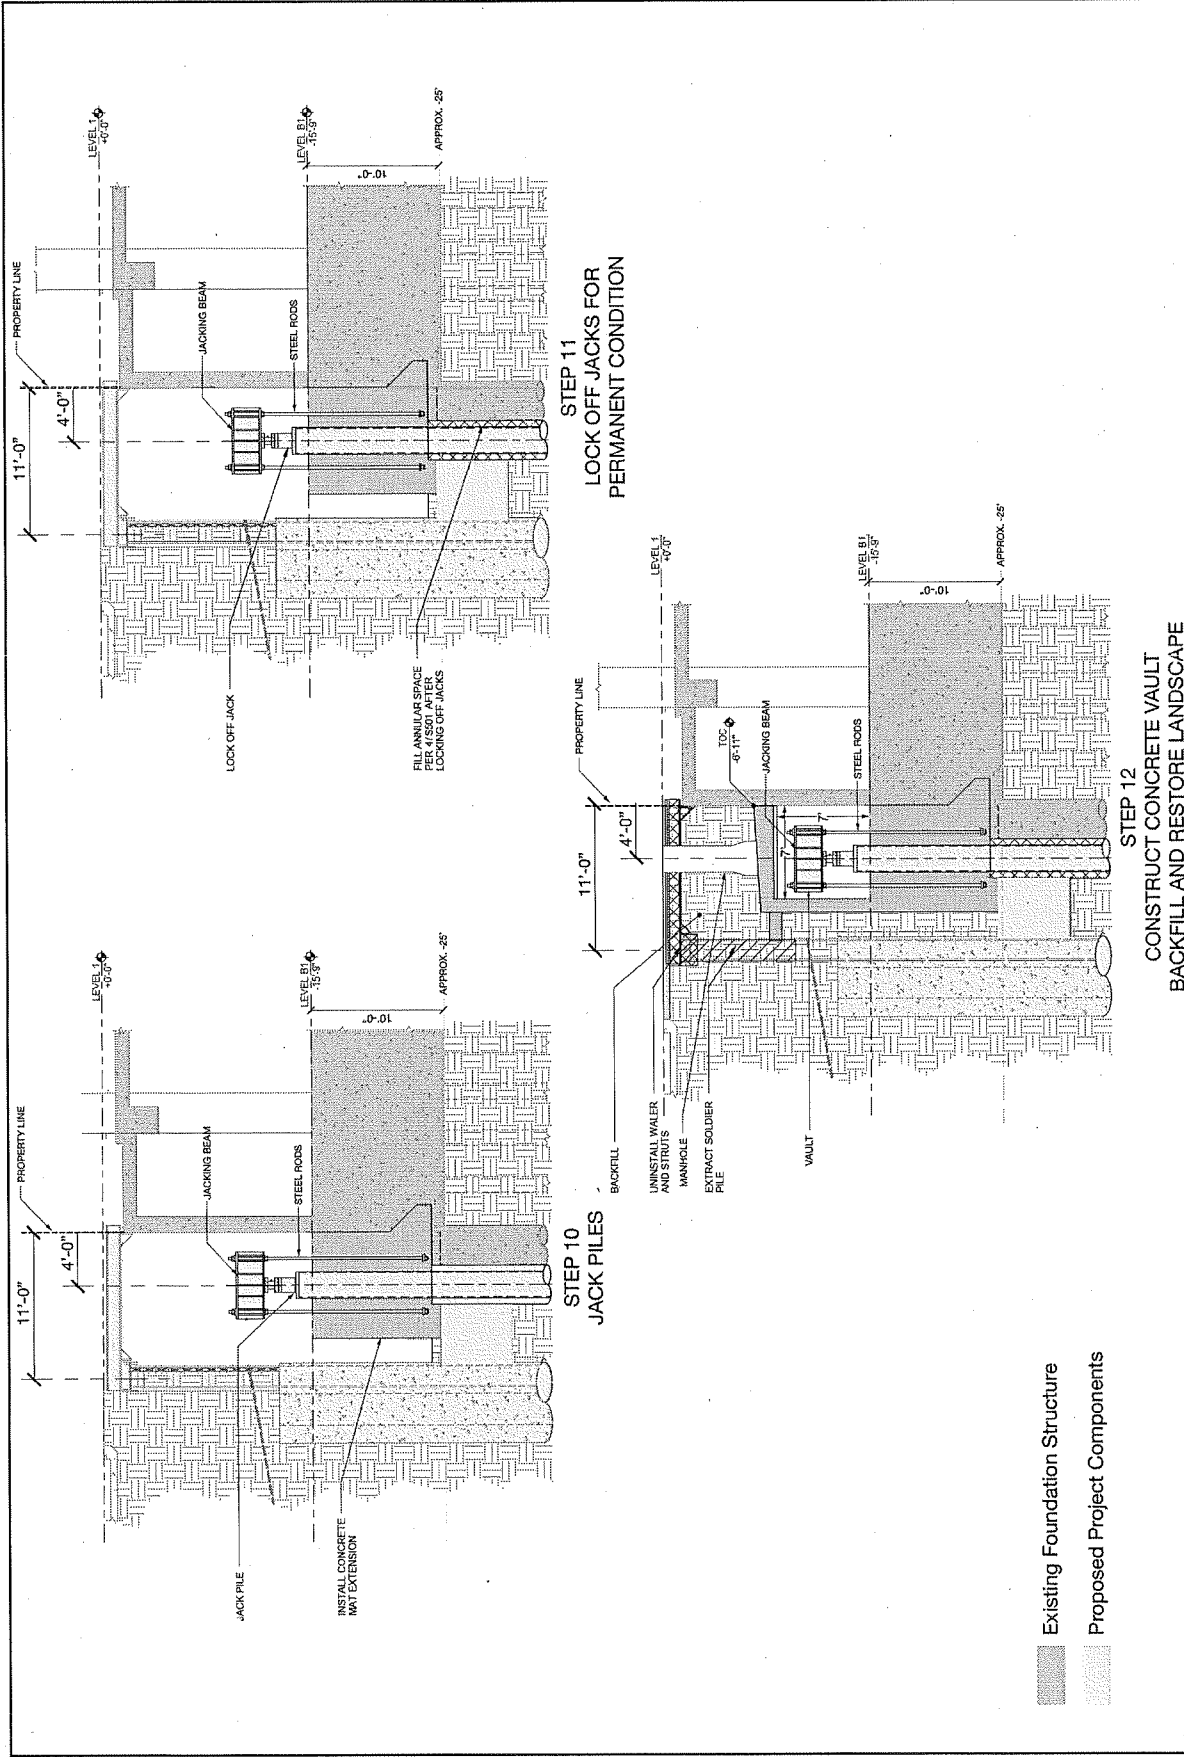 PROPERTY LINE
11'-0"
4'-0"
LEVEL 1
+0'-0"
JACKING BEAM
STEEL RODS
LEVEL B1
-15'-9"
10'-0"
APPROX. -25'
JACK PILE
INSTALL CONCRETE
MAT EXTENSION
STEP 10
JACK PILES
PROPERTY LINE
11'-0"
4'-0"
LEVEL 1
+0'-0"
JACKING BEAM
STEEL RODS
LEVEL B1
-15'-9"
10'-0"
APPROX. -25'
LOCK OFF JACK
FILL ANNULAR SPACE
PER 4/S501 AFTER
LOCKING OFF JACKS
STEP 11
LOCK OFF JACKS FOR
PERMANENT CONDITION
PROPERTY LINE
11'-0"
4'-0"
LEVEL 1
+0'-0"
TOC
-6'-11"
JACKING BEAM
STEEL RODS
7'
7'
LEVEL B1
-15'-9"
10'-0"
APPROX. -25'
BACKFILL
UNINSTALL WALER
AND STRUTS
MANHOLE
EXTRACT SOLDIER
PILE
VAULT
STEP 12
CONSTRUCT CONCRETE VAULT
BACKFILL AND RESTORE LANDSCAPE
Existing Foundation Structure
Proposed Project Components